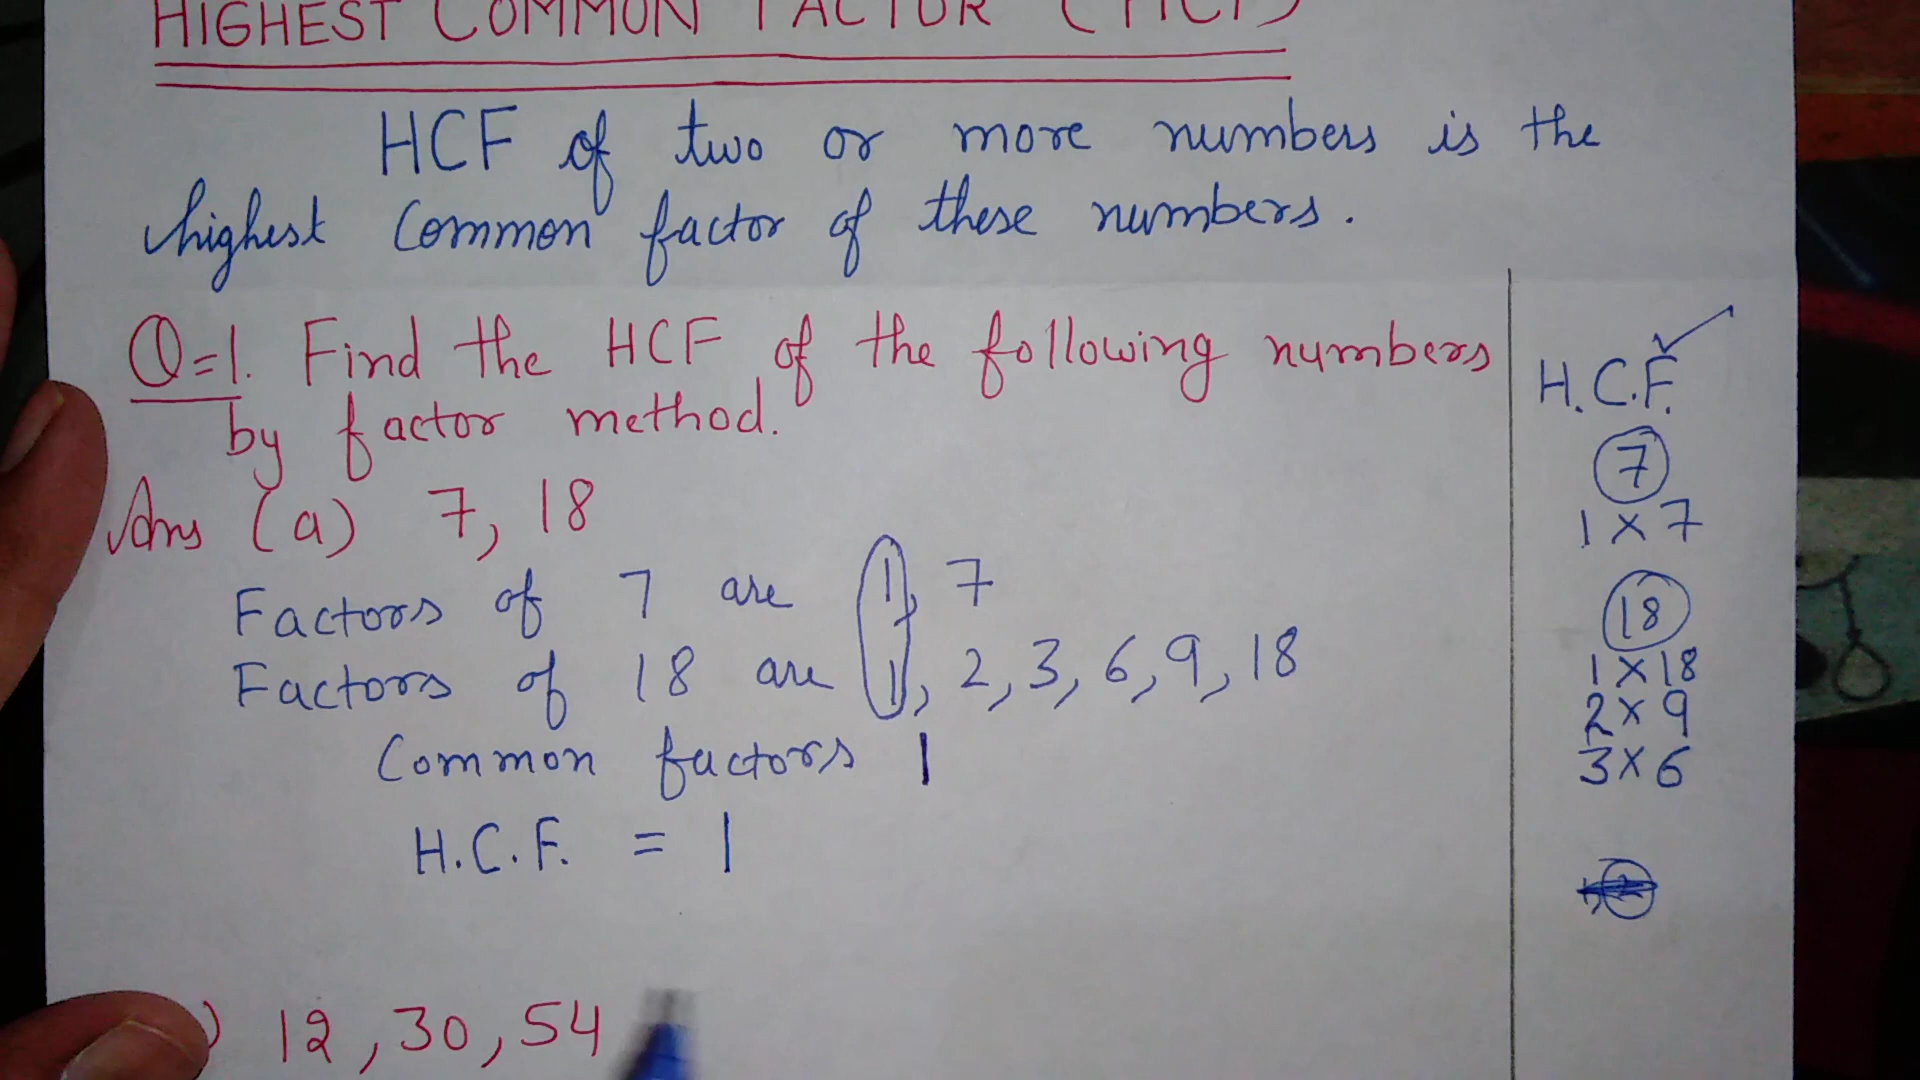 HIGHEST COMMON FACTOR (HCF)
HCF of two or more numbers is the
highest Common factor of these numbers.
Q=1. Find the HCF of the following numbers
by factor method.
Ans (a) 7, 18
Factors of 7 are 1, 7
Factors of 18 are 1, 2, 3, 6, 9, 18
Common factors 1
H.C.F. = 1
) 12, 30, 54
H.C.F.
7
1 x 7
18
1 x 18
2 x 9
3 x 6